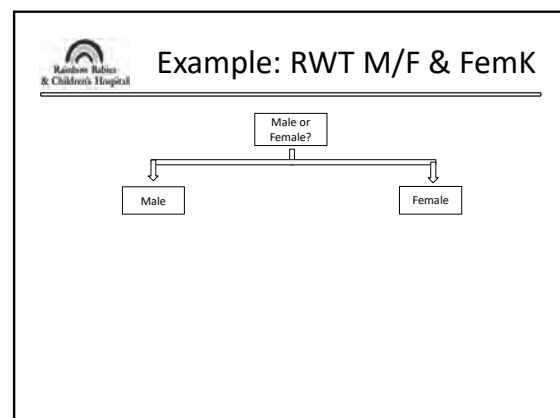 Example: RWT M/F & FemK
Rainbow Babies
& Children's Hospital
Male or
Female?
Male
Female